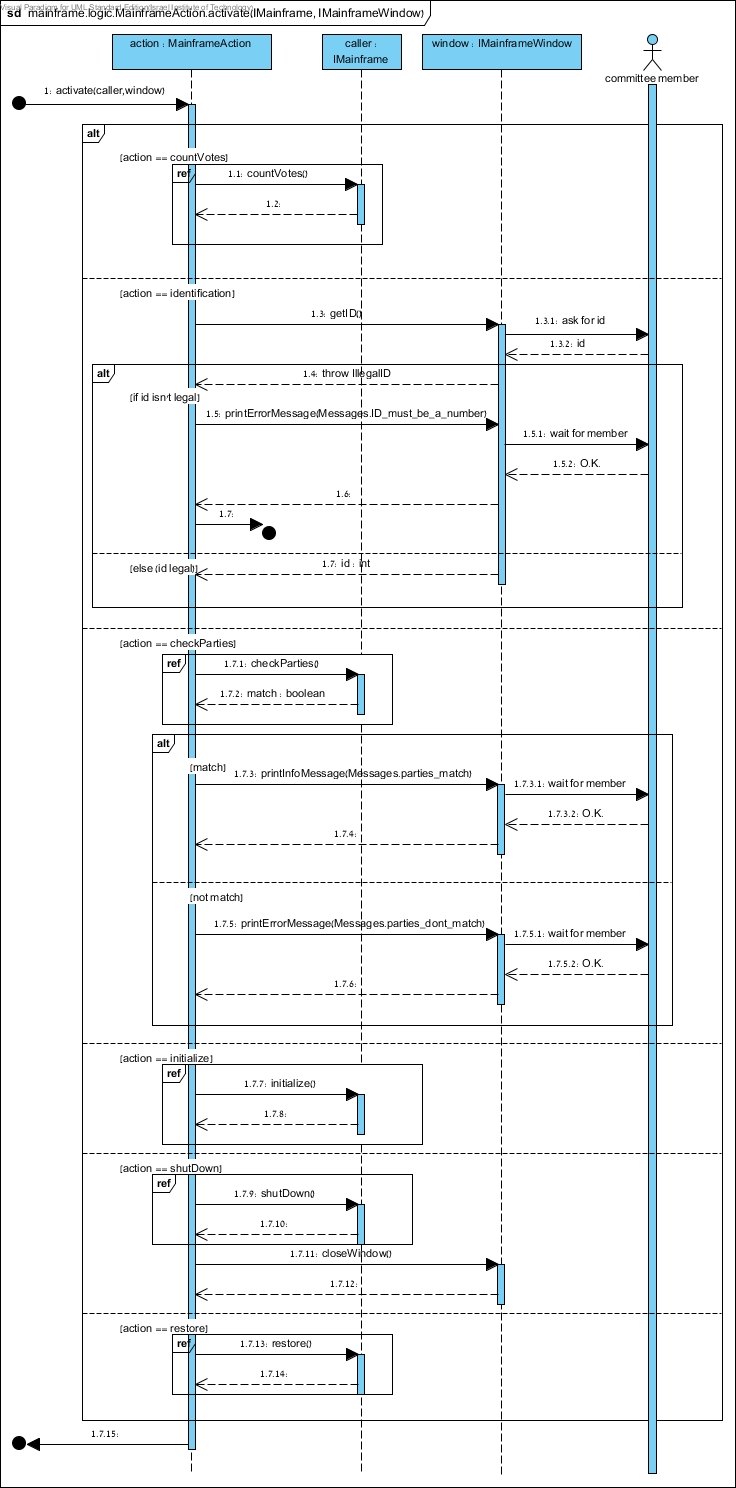 Visual Paradigm for UML Standard Edition(Israel Institute of Technology)
sd mainframe.logic.MainframeAction.activate(IMainframe, IMainframeWindow)
action : MainframeAction
caller :
IMainframe
window : IMainframeWindow
committee member
1: activate(caller,window)
alt
[action == countVotes]
ref
1.1: countVotes()
1.2:
[action == identification]
1.3: getID()
1.3.1: ask for id
1.3.2: id
alt
1.4: throw IllegalID
[if id isn't legal]
1.5: printErrorMessage(Messages.ID_must_be_a_number)
1.5.1: wait for member
1.5.2: O.K.
1.6:
1.7:
[else (id legal)]
1.7: id : int
[action == checkParties]
ref
1.7.1: checkParties()
1.7.2: match : boolean
alt
[match]
1.7.3: printInfoMessage(Messages.parties_match)
1.7.3.1: wait for member
1.7.3.2: O.K.
1.7.4:
[not match]
1.7.5: printErrorMessage(Messages.parties_dont_match)
1.7.5.1: wait for member
1.7.5.2: O.K.
1.7.6:
[action == initialize]
ref
1.7.7: initialize()
1.7.8:
[action == shutDown]
ref
1.7.9: shutDown()
1.7.10:
1.7.11: closeWindow()
1.7.12:
[action == restore]
ref
1.7.13: restore()
1.7.14:
1.7.15: